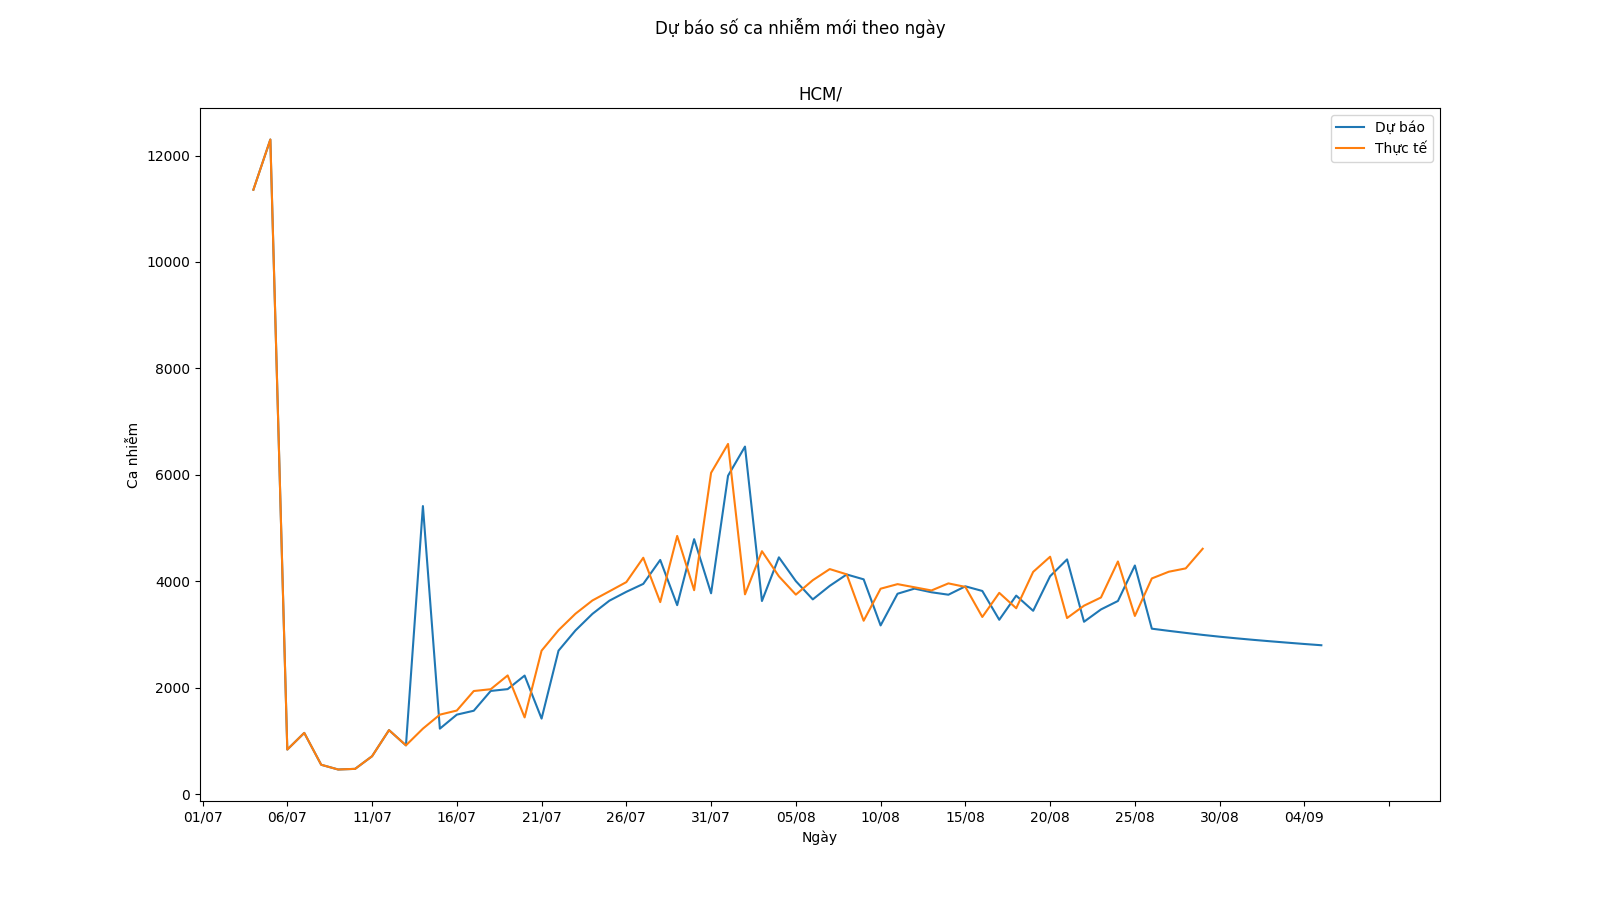 Dự báo số ca nhiễm mới theo ngày
HCM/
Dự báo
Thực tế
12000
10000
8000
6000
4000
2000
0
Ca nhiễm
01/07 06/07 11/07 16/07 21/07 26/07 31/07 05/08 10/08 15/08 20/08 25/08 30/08 04/09
Ngày